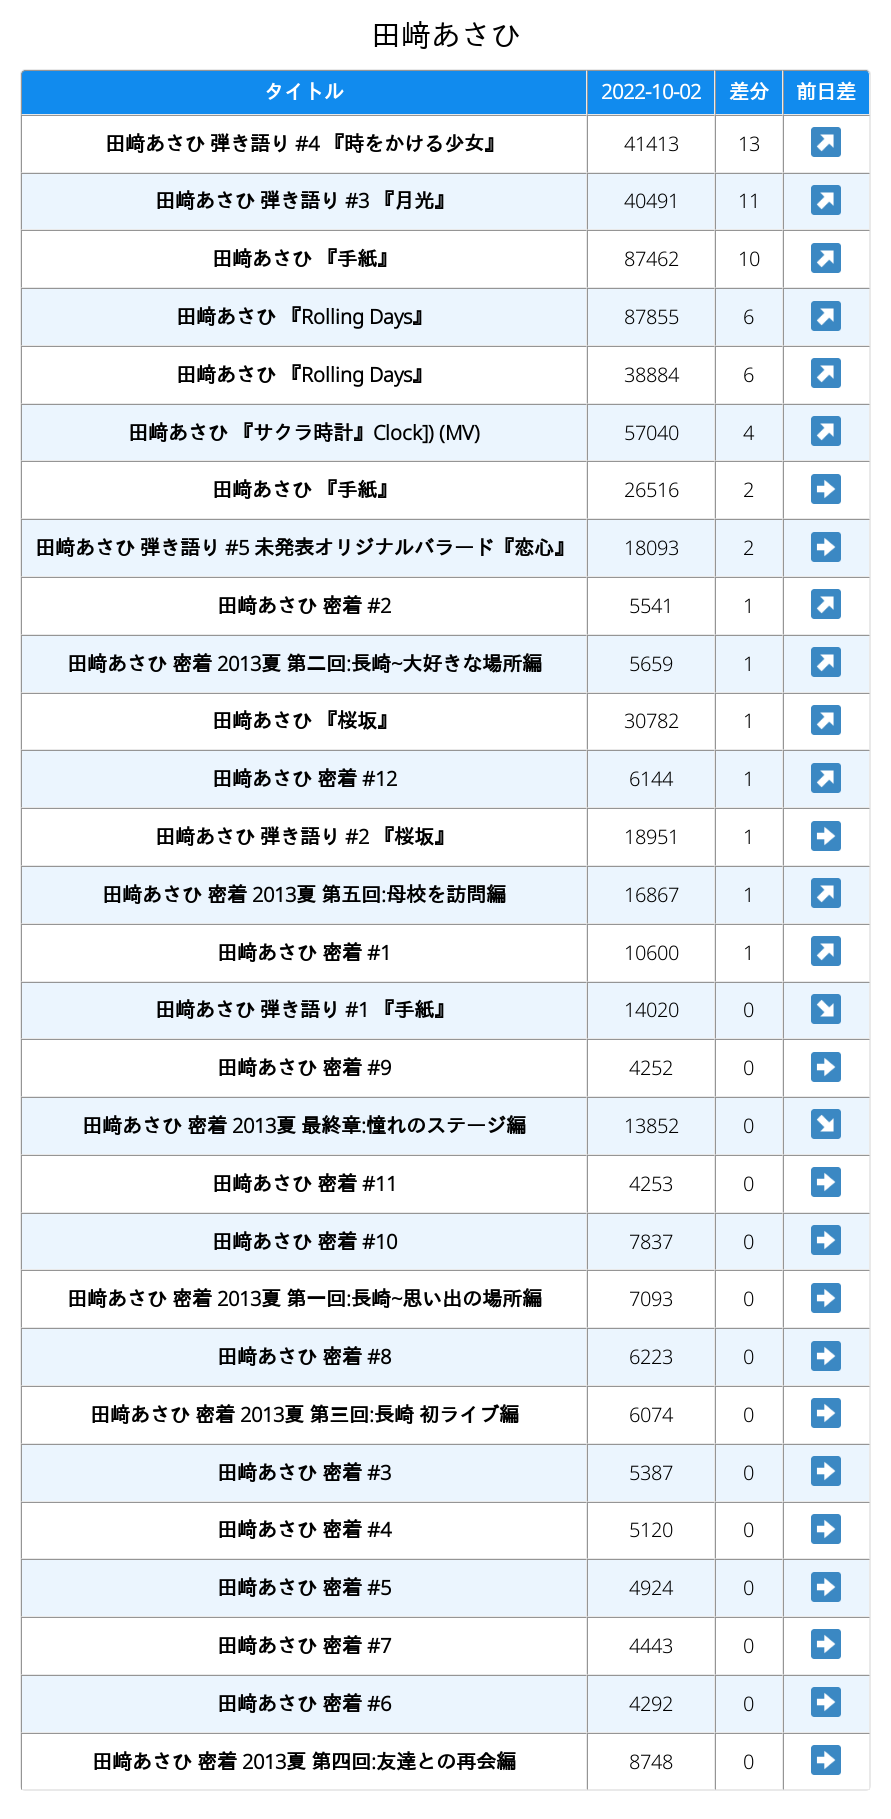 田﨑あさひ
タイトル 2022-10-02 差分 前日差
田﨑あさひ 弾き語り #4 『時をかける少女』 41413 13 ↗
田﨑あさひ 弾き語り #3 『月光』 40491 11 ↗
田﨑あさひ 『手紙』 87462 10 ↗
田﨑あさひ 『Rolling Days』 87855 6 ↗
田﨑あさひ 『Rolling Days』 38884 6 ↗
田﨑あさひ 『サクラ時計』Clock]) (MV) 57040 4 ↗
田﨑あさひ 『手紙』 26516 2 ➡
田﨑あさひ 弾き語り #5 未発表オリジナルバラード『恋心』 18093 2 ➡
田﨑あさひ 密着 #2 5541 1 ↗
田﨑あさひ 密着 2013夏 第二回:長崎~大好きな場所編 5659 1 ↗
田﨑あさひ 『桜坂』 30782 1 ↗
田﨑あさひ 密着 #12 6144 1 ↗
田﨑あさひ 弾き語り #2 『桜坂』 18951 1 ➡
田﨑あさひ 密着 2013夏 第五回:母校を訪問編 16867 1 ↗
田﨑あさひ 密着 #1 10600 1 ↗
田﨑あさひ 弾き語り #1 『手紙』 14020 0 ↘
田﨑あさひ 密着 #9 4252 0 ➡
田﨑あさひ 密着 2013夏 最終章:憧れのステージ編 13852 0 ↘
田﨑あさひ 密着 #11 4253 0 ➡
田﨑あさひ 密着 #10 7837 0 ➡
田﨑あさひ 密着 2013夏 第一回:長崎~思い出の場所編 7093 0 ➡
田﨑あさひ 密着 #8 6223 0 ➡
田﨑あさひ 密着 2013夏 第三回:長崎 初ライブ編 6074 0 ➡
田﨑あさひ 密着 #3 5387 0 ➡
田﨑あさひ 密着 #4 5120 0 ➡
田﨑あさひ 密着 #5 4924 0 ➡
田﨑あさひ 密着 #7 4443 0 ➡
田﨑あさひ 密着 #6 4292 0 ➡
田﨑あさひ 密着 2013夏 第四回:友達との再会編 8748 0 ➡